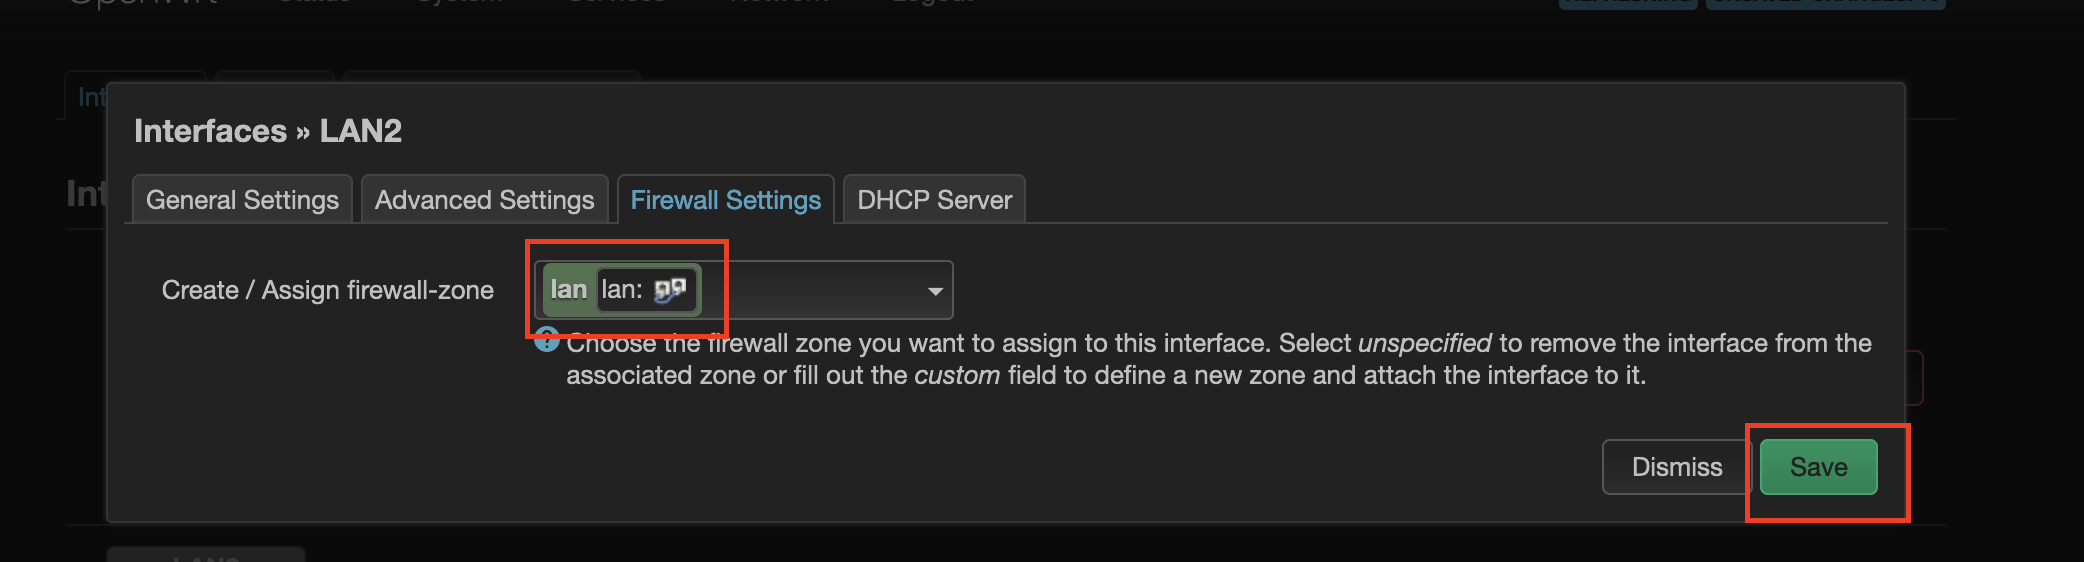 Interfaces » LAN2
General Settings
Advanced Settings
Firewall Settings
DHCP Server
Create / Assign firewall-zone
lan lan:
Choose the firewall zone you want to assign to this interface. Select unspecified to remove the interface from the
associated zone or fill out the custom field to define a new zone and attach the interface to it.
Dismiss
Save